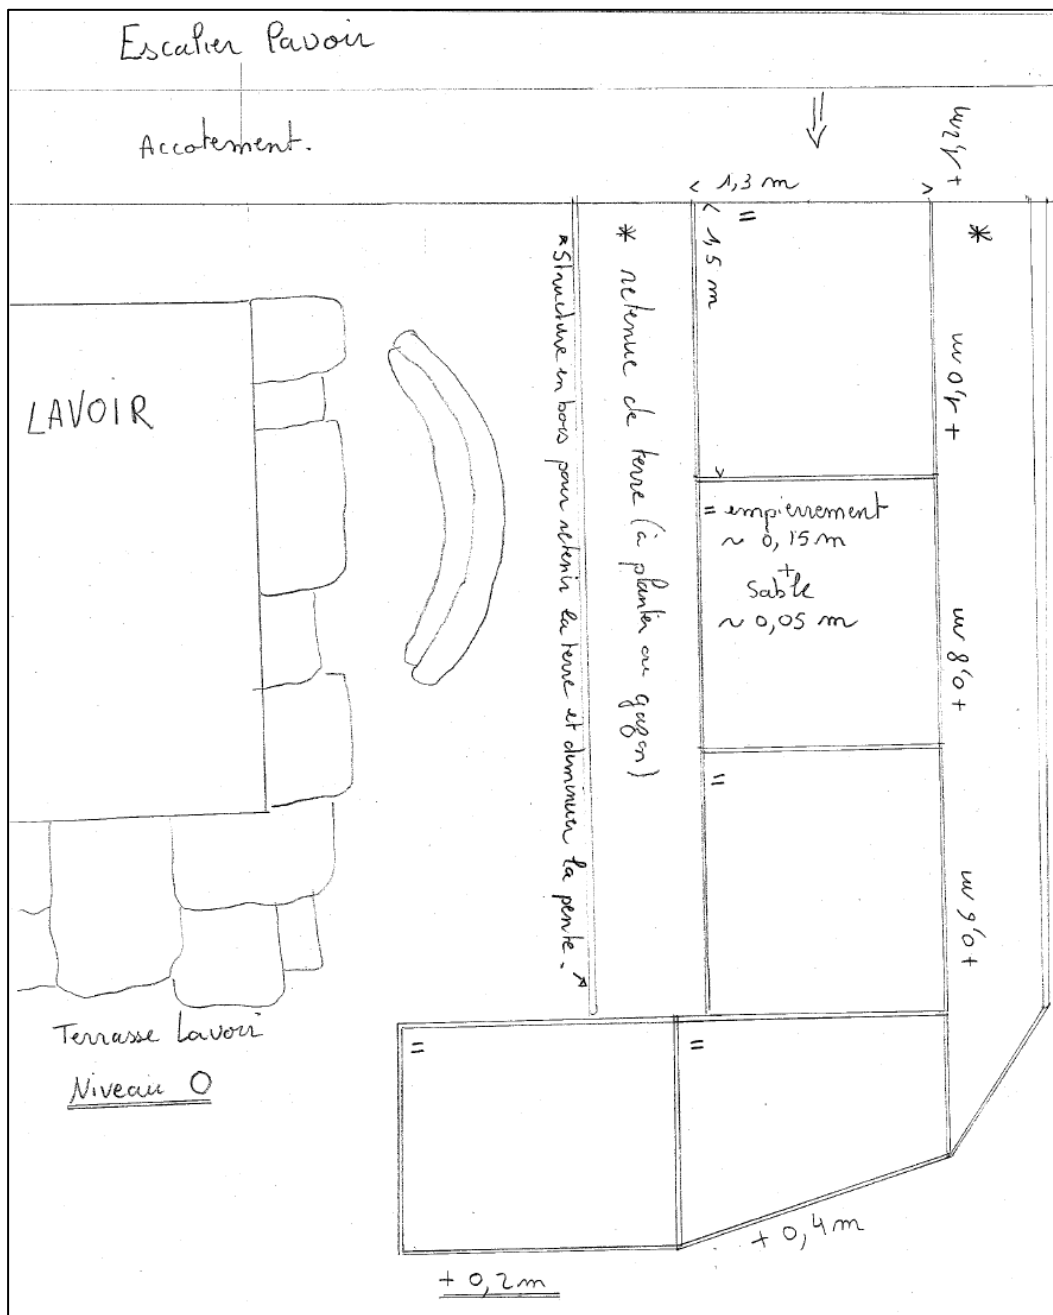 Escalier Lavoir
Accotement.
+ 1,2m
1,3 m
=
1,5 m
*
*
retenue de terre (à planter ou gazon)
Structure en bois pour retenir la terre et diminuer la pente.
LAVOIR
+ 1,0 m
= empierrement
~ 0,15 m
+
Sable
~ 0,05 m
+ 0,8 m
=
+ 0,6 m
Terrasse Lavoir
Niveau 0
=
=
+ 0,4 m
+ 0,2 m